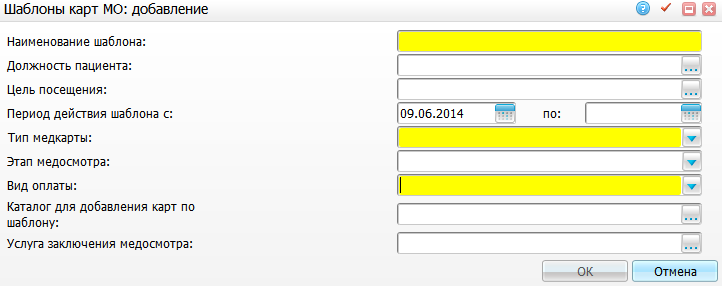 Шаблоны карт МО: добавление
Наименование шаблона:
Должность пациента:
Цель посещения:
Период действия шаблона с: 09.06.2014 по:
Тип медкарты:
Этап медосмотра:
Вид оплаты:
Каталог для добавления карт по
шаблону:
Услуга заключения медосмотра:
OK Отмена